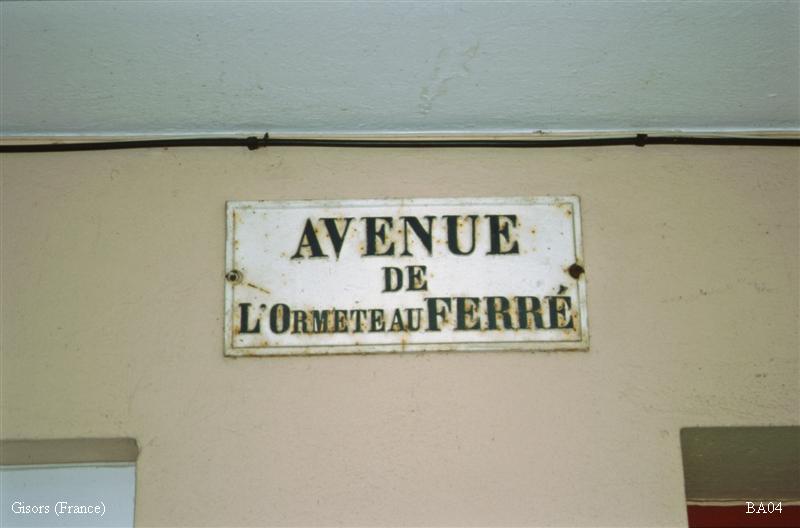 AVENUE
DE
L'ORMETEAU FERRÉ
Gisors (France)
BA04